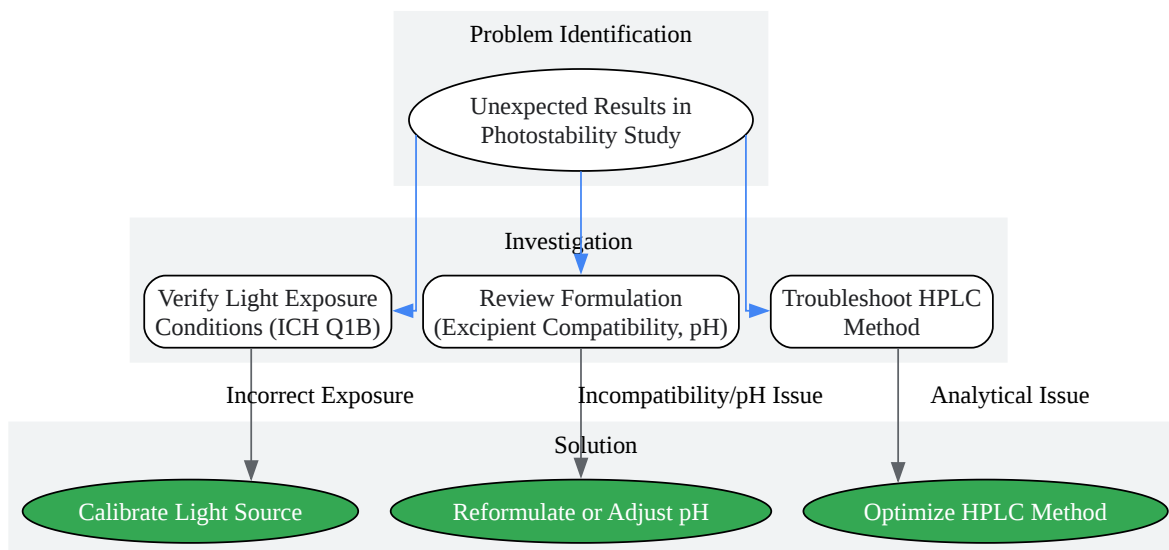 Problem Identification
Unexpected Results in
Photostability Study
Investigation
Verify Light Exposure
Conditions (ICH Q1B)
Review Formulation
(Excipient Compatibility, pH)
Troubleshoot HPLC
Method
Incorrect Exposure
Incompatibility/pH Issue
Analytical Issue
Solution
Calibrate Light Source
Reformulate or Adjust pH
Optimize HPLC Method